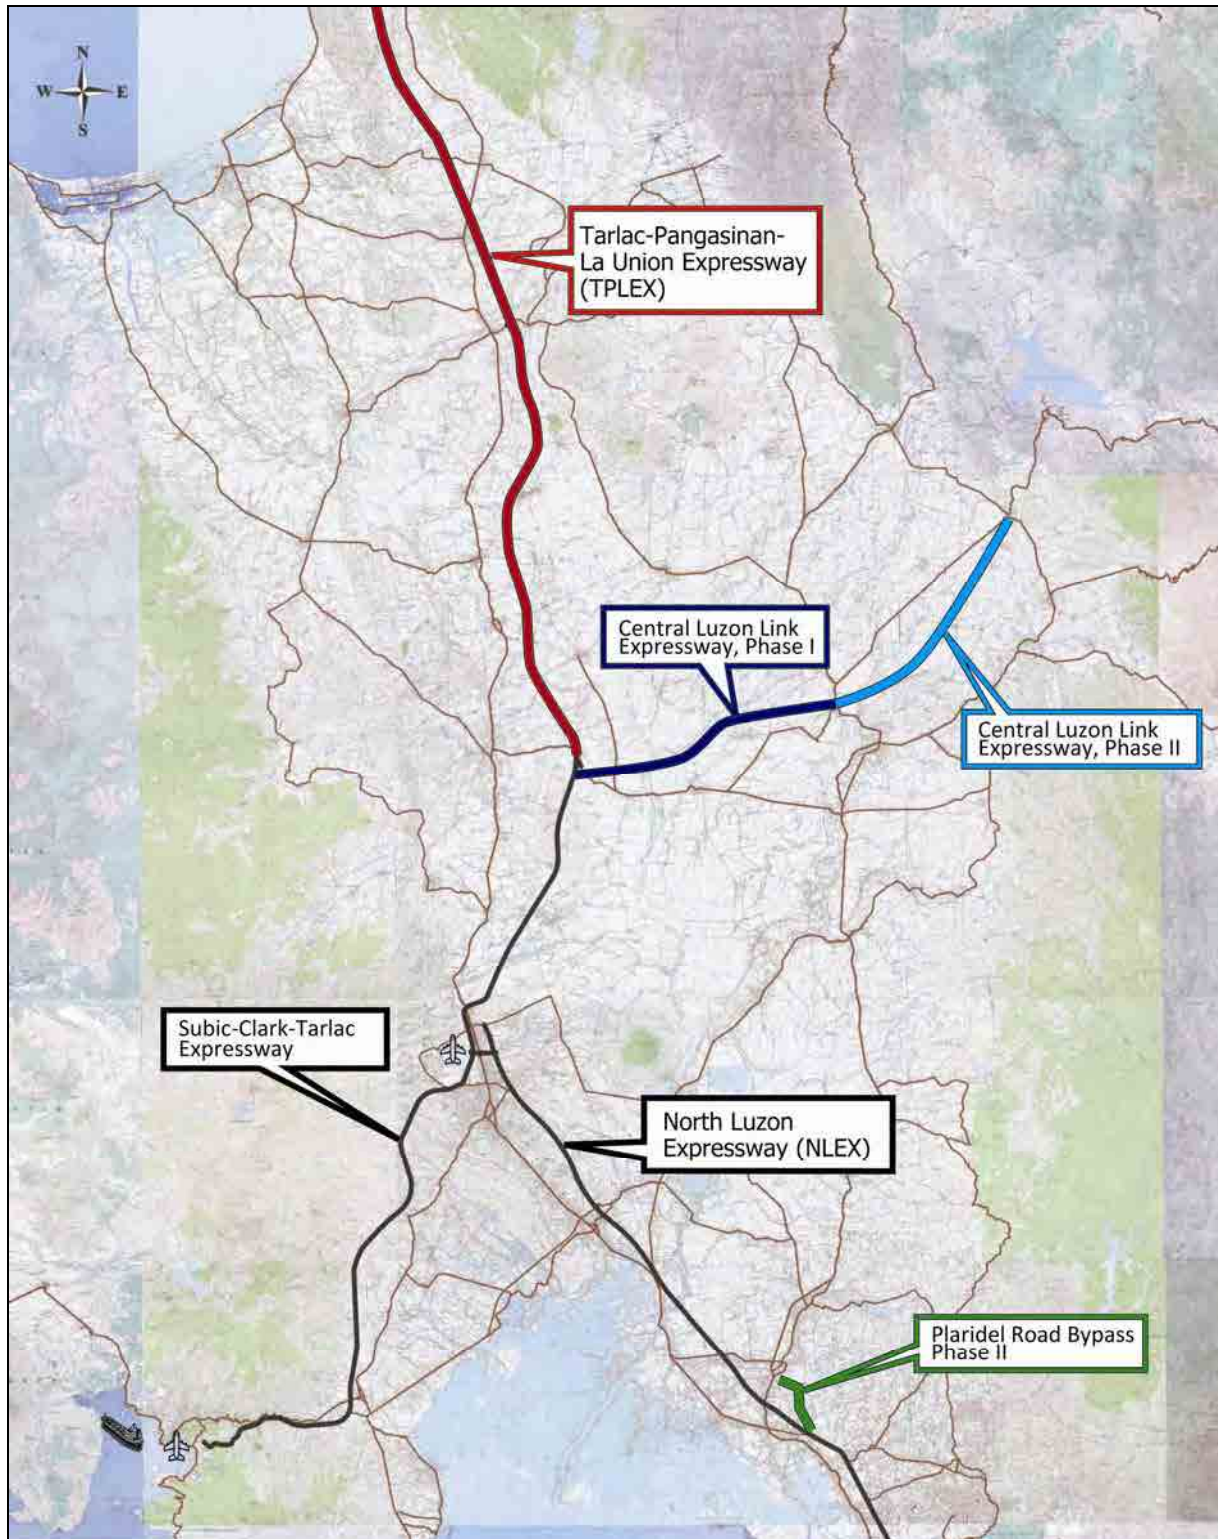 N
W E
S
Tarlac-Pangasinan-
La Union Expressway
(TPLEX)
Central Luzon Link
Expressway, Phase I
Central Luzon Link
Expressway, Phase II
Subic-Clark-Tarlac
Expressway
North Luzon
Expressway (NLEX)
Plaridel Road Bypass
Phase II